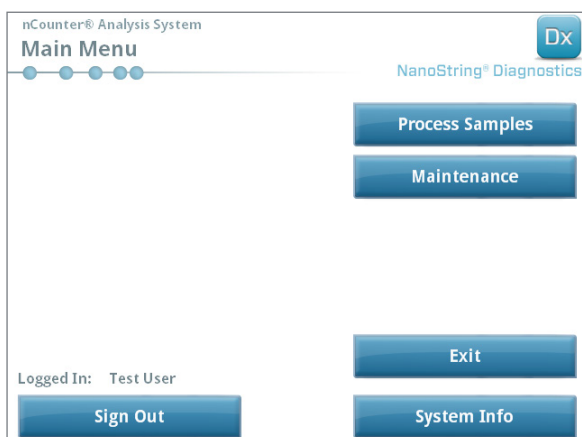 nCounter® Analysis System
Main Menu
Dx
NanoString® Diagnostics
Process Samples
Maintenance
Exit
Logged In: Test User
Sign Out
System Info